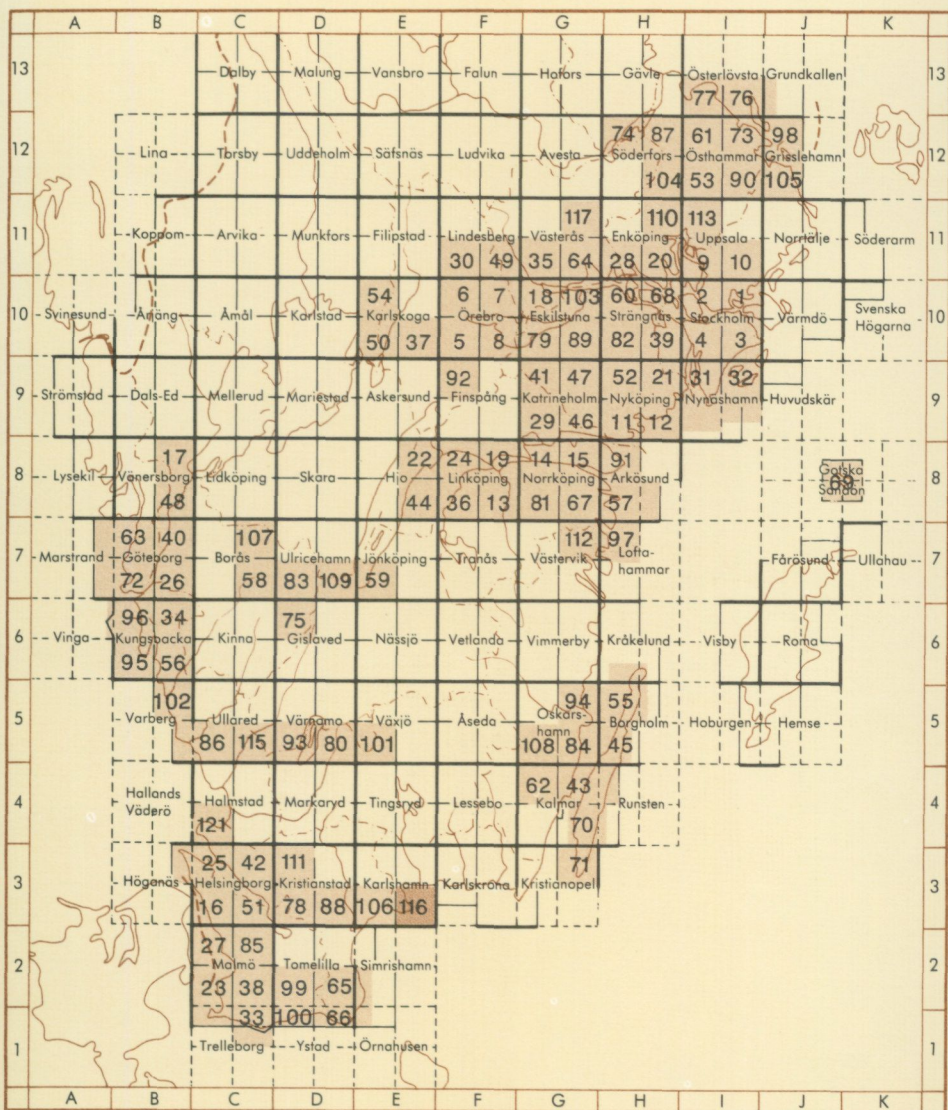 A B C D E F G H I J K
13 Dalby Malung Vansbro Falun Hofors Gävle Österlövsta Grundkallen 13
77 76
74 87 61 73 98
12 Lina Torsby Uddeholm Säfsnäs Ludvika Avesta Söderfors Östhammar Grisslehamn 12
104 53 90 105
117 110 113
11 Koppom Arvika Munkfors Filipstad Lindesberg Västerås Enköping Uppsala Norrtälje Söderarm 11
30 49 35 64 28 20 9 10
54 6 7 18 103 60 68 2 1
10 Svinesund Årjäng Åmål Karlstad Karlskoga Örebro Eskilstuna Strängnäs Stockholm Värmdö Svenska Högarna 10
50 37 5 8 79 89 82 39 4 3
92 41 47 52 21 31 32
9 Strömstad Dals-Ed Mellerud Mariestad Askersund Finspång Katrineholm Nyköping Nynäshamn Huvudskär 9
29 46 11 12
17 22 24 19 14 15 91
8 Lysekil Vänersborg Lidköping Skara Hjo Linköping Norrköping Arkösund Gotska Sandön 69 8
48 44 36 13 81 67 57
63 40 107 112 97
7 Marstrand Göteborg Borås Ulricehamn Jönköping Tranås Västervik Lofta-hammar Fårösund Ullahau 7
72 26 58 83 109 59
96 34 75
6 Vinga Kungsbacka Kinna Gislaved Nässjö Vetlanda Vimmerby Kråkelund Visby Roma 6
95 56
102 94 55
5 Varberg Ullared Värnamo Växjö Åseda Oskars-hamn Borgholm Hoburgen Hemse 5
86 115 93 80 101 108 84 45
62 43
4 Hallands Väderö Halmstad Markaryd Tingsryd Lessebo Kalmar Runsten 4
121 70
25 42 111 71
3 Höganäs Helsingborg Kristianstad Karlshamn Karlskrona Kristianopel 3
16 51 78 88 106 116
27 85
2 Malmö Tomelilla Simrishamn 2
23 38 99 65
33 100 66
1 Trelleborg Ystad Örnahusen 1
A B C D E F G H I J K